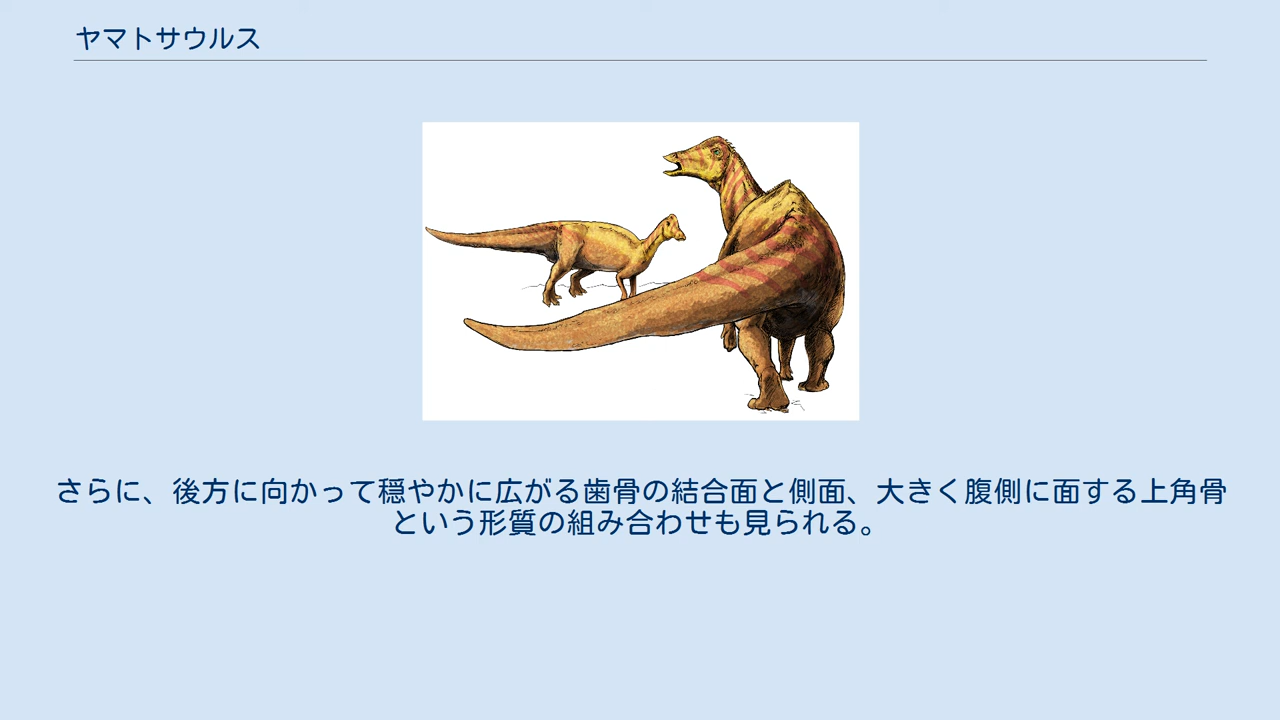 ヤマトサウルス
さらに、後方に向かって穏やかに広がる歯骨の結合面と側面、大きく腹側に面する上角骨
という形質の組み合わせも見られる。